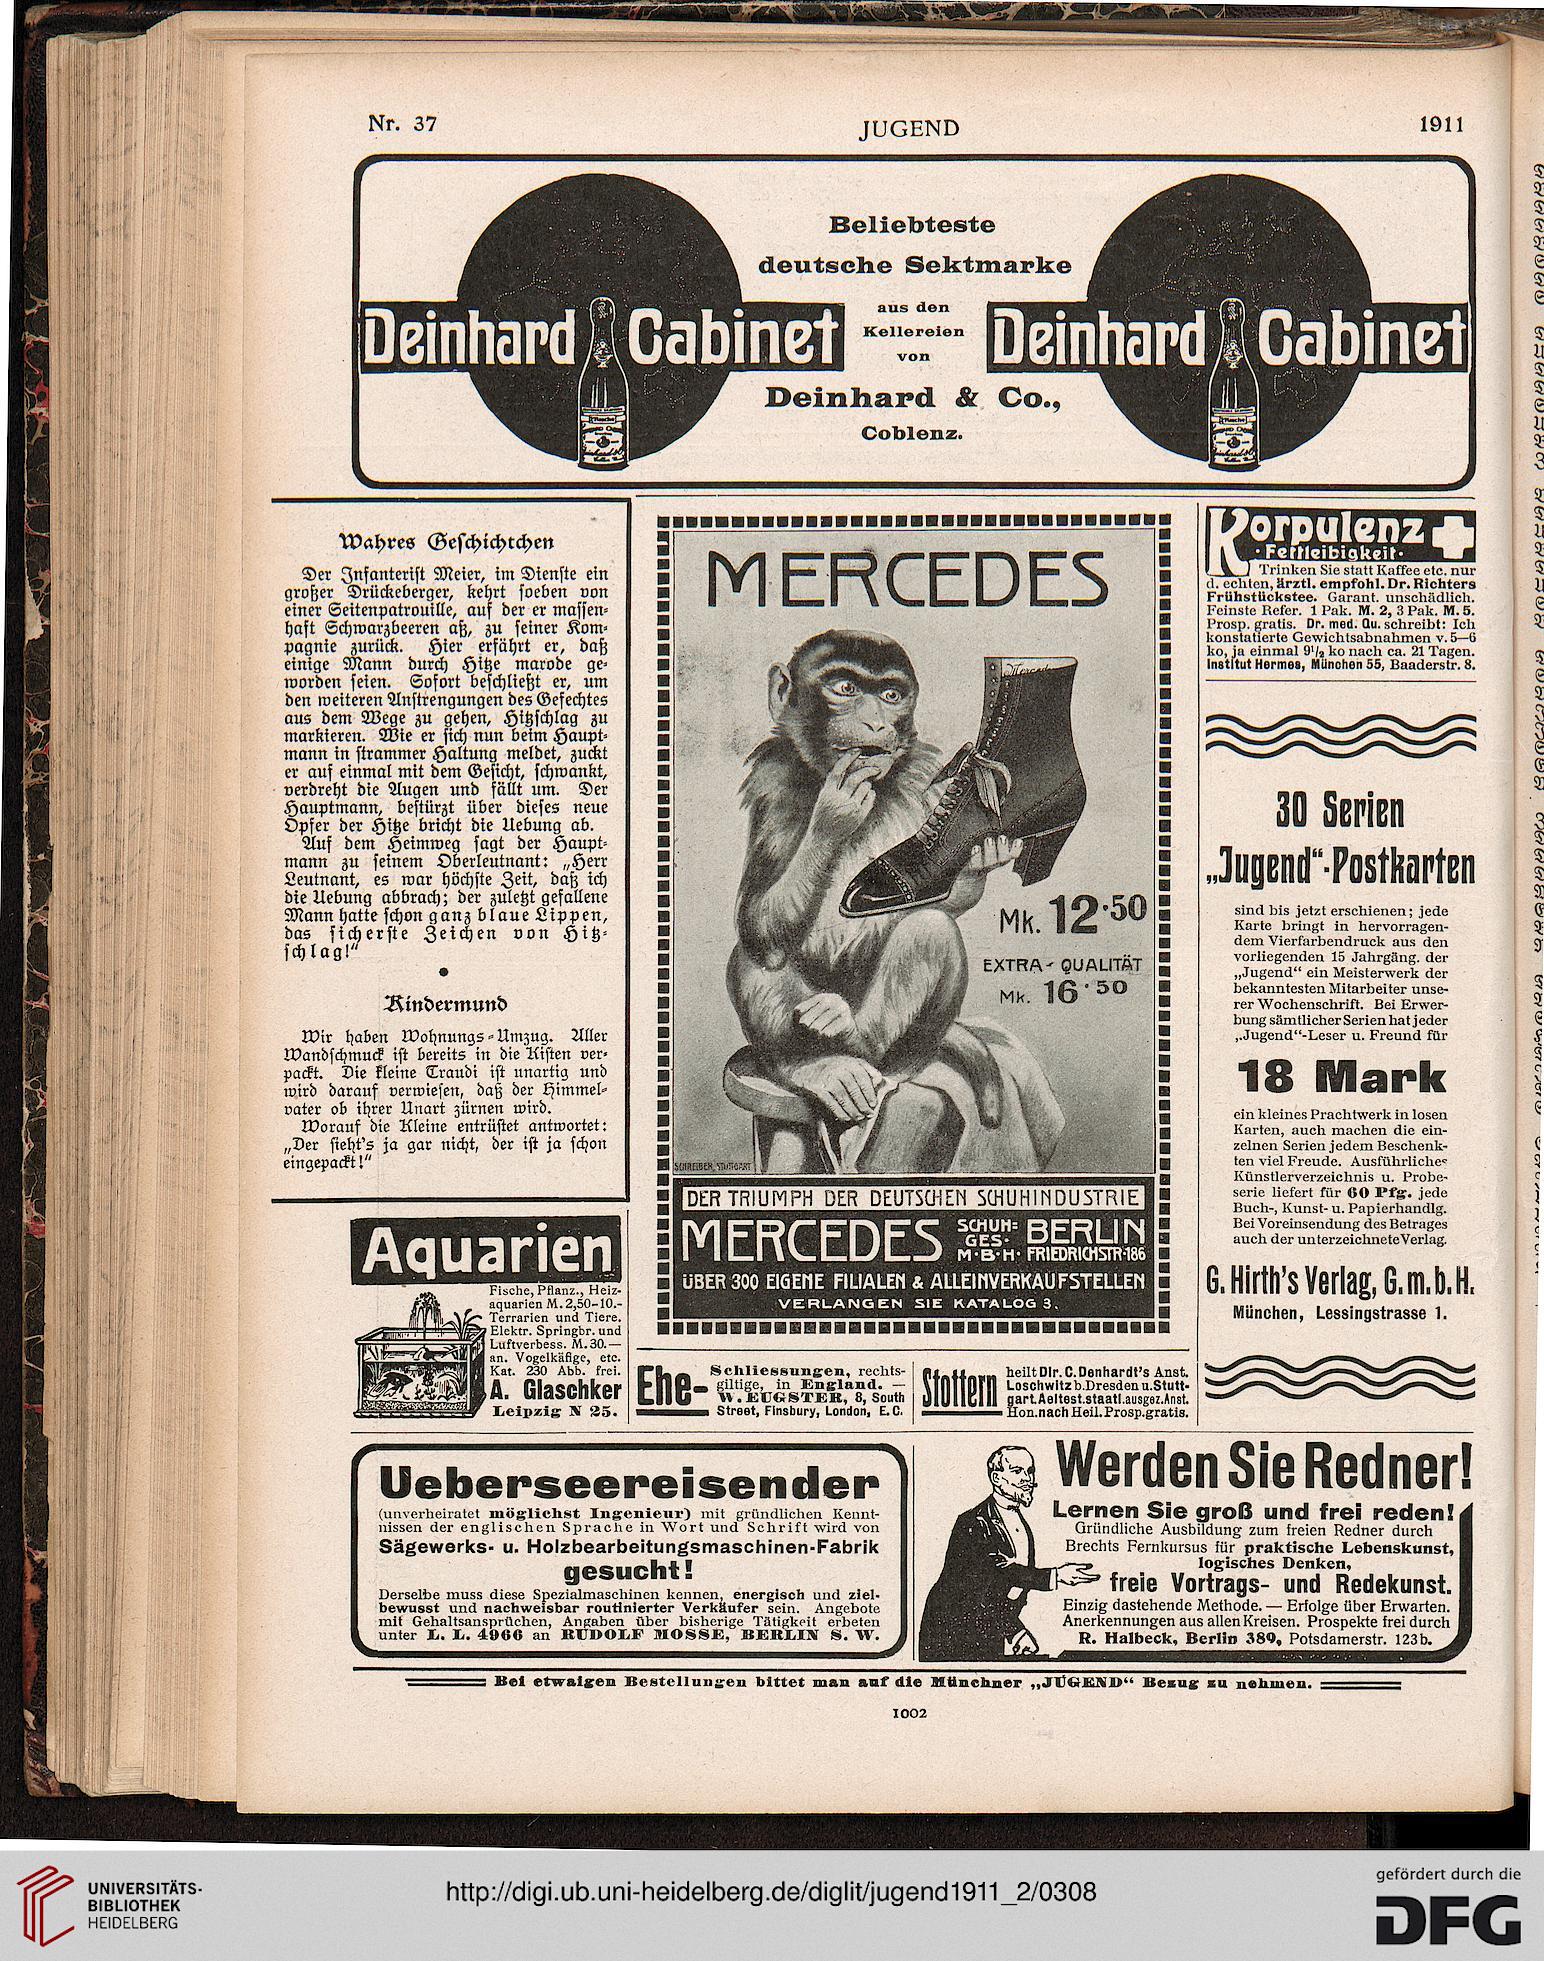 Nr. 37
JUGEND
1911
Beliebteste
deutsche Sektmarke
aus den
Kellereien
von
Deinhard & Co.,
Coblenz.
Deinhard Cabinet
Deinhard Cabinet
Wahres Geschichtchen
Der Infanterist Meier, im Dienste ein
großer Drückeberger, kehrt soeben von
einer Seitenpatrouille, auf der er massen-
haft Schwarzbeeren aß, zu seiner Kom-
pagnie zurück. Hier erfährt er, daß
einige Mann durch Hitze marode ge-
worden seien. Sofort beschließt er, um
den weiteren Anstrengungen des Gefechtes
aus dem Wege zu gehen, Hitzschlag zu
markieren. Wie er sich nun beim Haupt-
mann in strammer Haltung meldet, zuckt
er auf einmal mit dem Gesicht, schwankt,
verdreht die Augen und fällt um. Der
Hauptmann, bestürzt über dieses neue
Opfer der Hitze bricht die Uebung ab.
Auf dem Heimweg sagt der Haupt-
mann zu seinem Oberleutnant: „Herr
Leutnant, es war höchste Zeit, daß ich
die Uebung abbrach; der zuletzt gefallene
Mann hatte schon ganz blaue Lippen,
das sicherste Zeichen von Hitz-
schlag!“
Kindermund
Wir haben Wohnungs-Umzug. Aller
Wandschmuck ist bereits in die Kisten ver-
packt. Die kleine Traudi ist unartig und
wird darauf verwiesen, daß der Himmel-
vater ob ihrer Unart zürnen wird.
Worauf die Kleine entrüstet antwortet:
„Der sieht's ja gar nicht, der ist ja schon
eingepackt!“
MERCEDES
Mercedes
Mk. 12.50
EXTRA-QUALITÄT
Mk. 16.50
SCHREIBER, STUTTGART
DER TRIUMPH DER DEUTSCHEN SCHUHINDUSTRIE
MERCEDES SCHUH-GES. M.B.H. BERLIN FRIEDRICHSTR.186
ÜBER 300 EIGENE FILIALEN & ALLEINVERKAUFSTELLEN
VERLANGEN SIE KATALOG 3.
Korpulenz
Fettleibigkeit
Trinken Sie statt Kaffee etc. nur
d. echten, ärztl. empfohl. Dr. Richters
Frühstückstee. Garant. unschädlich.
Feinste Refer. 1 Pak. M. 2, 3 Pak. M. 5.
Prosp. gratis. Dr. med. Qu. schreibt: Ich
konstatierte Gewichtsabnahmen v. 5—6
ko, ja einmal 9½ ko nach ca. 21 Tagen.
Institut Hermes, München 55, Baaderstr. 8.
30 Serien
„Jugend“-Postkarten
sind bis jetzt erschienen; jede
Karte bringt in hervorragen-
dem Vierfarbendruck aus den
vorliegenden 15 Jahrgäng. der
„Jugend“ ein Meisterwerk der
bekanntesten Mitarbeiter unse-
rer Wochenschrift. Bei Erwer-
bung sämtlicher Serien hat jeder
„Jugend“-Leser u. Freund für
18 Mark
ein kleines Prachtwerk in losen
Karten, auch machen die ein-
zelnen Serien jedem Beschenk-
ten viel Freude. Ausführliches
Künstlerverzeichnis u. Probe-
serie liefert für 60 Pfg. jede
Buch-, Kunst- u. Papierhandlg.
Bei Voreinsendung des Betrages
auch der unterzeichnete Verlag.
G. Hirth's Verlag, G. m. b. H.
München, Lessingstrasse 1.
Aquarien
Fische, Pflanz., Heiz-
aquarien M. 2,50-10.-
Terrarien und Tiere.
Elektr. Springbr. und
Luftverbess. M. 30.—
an. Vogelkäfige, etc.
Kat. 230 Abb. frei.
A. Glaschker
Leipzig N 25.
Ehe-
Schliessungen, rechts-
giltige, in England. —
W. EUGSTER, 8, South
Street, Finsbury, London, E.C.
Stottern
heilt Dir. C. Denhardt's Anst.
Loschwitz b. Dresden u. Stutt-
gart. Aeltest. staatl. ausgez. Anst.
Hon. nach Heil. Prosp. gratis.
Ueberseereisender
(unverheiratet möglichst Ingenieur) mit gründlichen Kennt-
nissen der englischen Sprache in Wort und Schrift wird von
Sägewerks- u. Holzbearbeitungsmaschinen-Fabrik
gesucht!
Derselbe muss diese Spezialmaschinen kennen, energisch und ziel-
bewusst und nachweisbar routinierter Verkäufer sein. Angebote
mit Gehaltsansprüchen, Angaben über bisherige Tätigkeit erbeten
unter L. L. 4966 an RUDOLF MOSSE, BERLIN S. W.
Werden Sie Redner!
Lernen Sie groß und frei reden!
Gründliche Ausbildung zum freien Redner durch
Brechts Fernkursus für praktische Lebenskunst,
logisches Denken,
freie Vortrags- und Redekunst.
Einzig dastehende Methode. — Erfolge über Erwarten.
Anerkennungen aus allen Kreisen. Prospekte frei durch
R. Halbeck, Berlin 389, Potsdamerstr. 123b.
Bei etwaigen Bestellungen bittet man auf die Münchner „JUGEND“ Bezug zu nehmen.
1002
UNIVERSITÄTS-
BIBLIOTHEK
HEIDELBERG
http://digi.ub.uni-heidelberg.de/diglit/jugend1911_2/0308
gefördert durch die
DFG